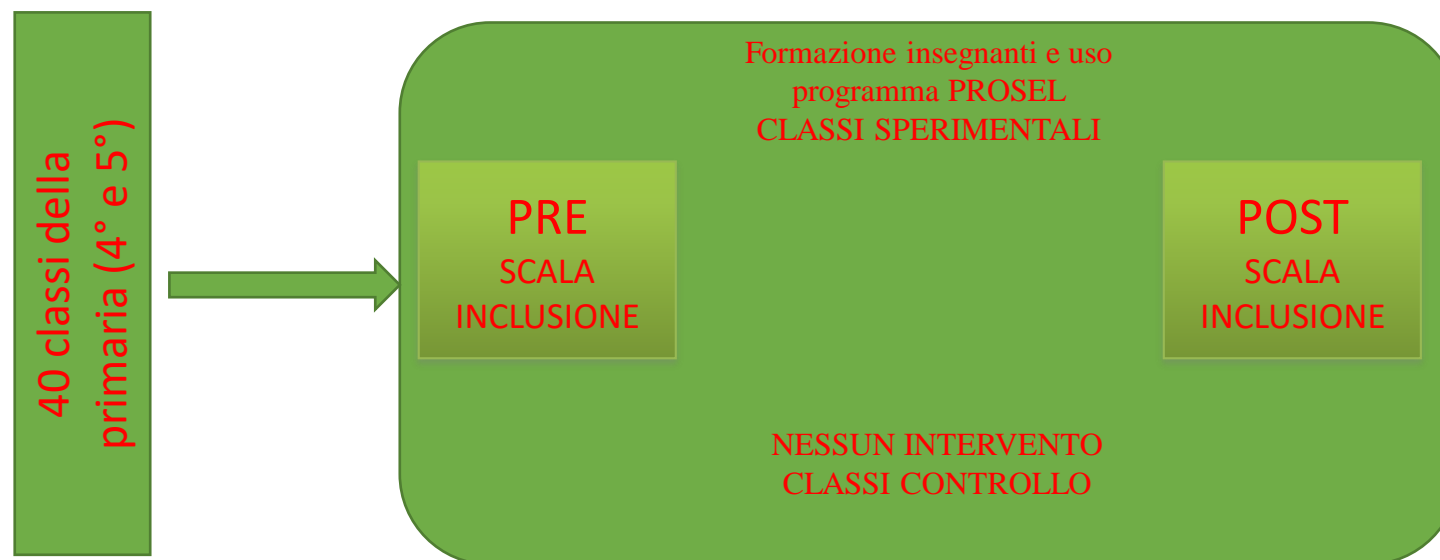 40 classi della
primaria (4° e 5°)
Formazione insegnanti e uso
programma PROSEL
CLASSI SPERIMENTALI
PRE
SCALA
INCLUSIONE
POST
SCALA
INCLUSIONE
NESSUN INTERVENTO
CLASSI CONTROLLO